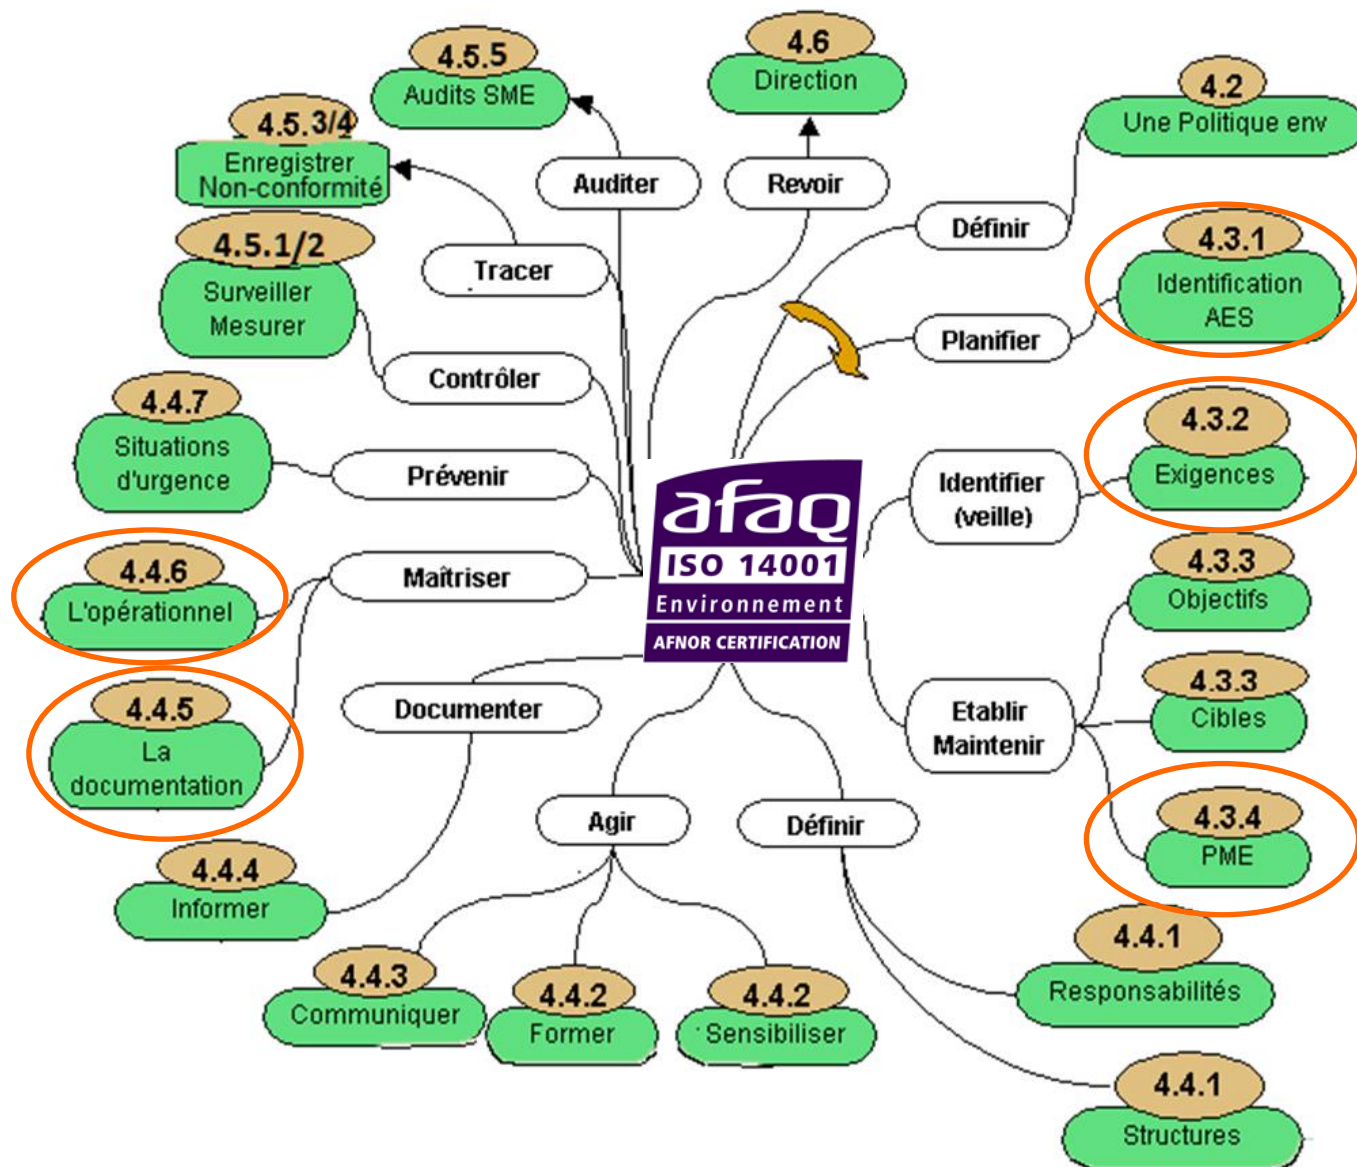 4.5.5
Audits SME
4.6
Direction
4.2
Une Politique env
4.5.3/4
Enregistrer
Non-conformité
Auditer
Revoir
Définir
4.3.1
Identification
AES
4.5.1/2
Surveiller
Mesurer
Tracer
Planifier
Contrôler
4.4.7
Situations
d'urgence
Prévenir
Identifier
(veille)
4.3.2
Exigences
afaq
ISO 14001
Environnement
AFNOR CERTIFICATION
4.4.6
L'opérationnel
Maîtriser
4.3.3
Objectifs
4.4.5
La
documentation
Documenter
Etablir
Maintenir
4.3.3
Cibles
4.3.4
PME
Agir
Définir
4.4.4
Informer
4.4.3
Communiquer
4.4.2
Former
4.4.2
Sensibiliser
4.4.1
Responsabilités
4.4.1
Structures